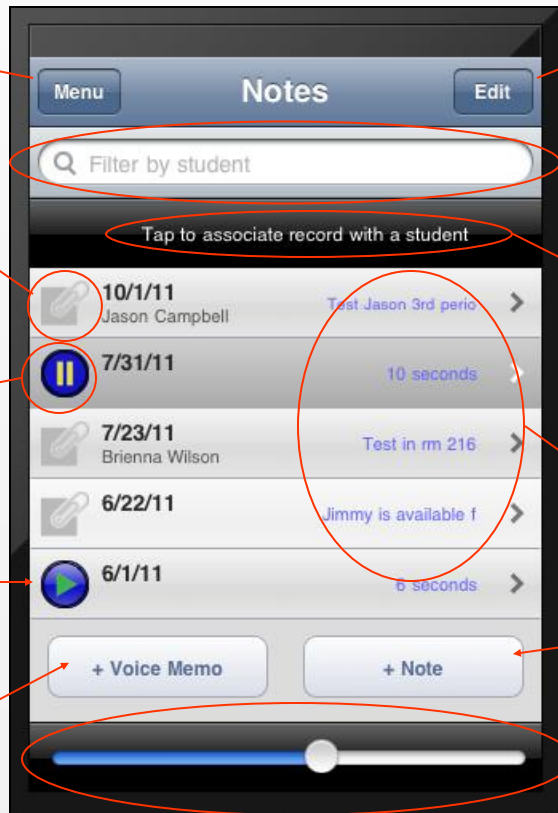 Menu Notes Edit
Filter by student
Tap to associate record with a student
10/1/11
Jason Campbell
Test Jason 3rd perio
7/31/11
10 seconds
7/23/11
Brienna Wilson
Test in rm 216
6/22/11
Jimmy is available f
6/1/11
6 seconds
+ Voice Memo + Note